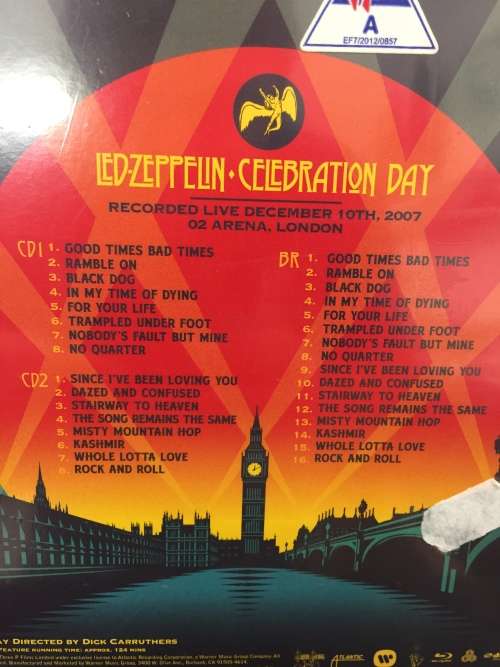 A
EFT/2012/0857
LED-ZEPPELIN · CELEBRATION DAY
RECORDED LIVE DECEMBER 10TH, 2007
O2 ARENA, LONDON
CD1 1. GOOD TIMES BAD TIMES
2. RAMBLE ON
3. BLACK DOG
4. IN MY TIME OF DYING
5. FOR YOUR LIFE
6. TRAMPLED UNDER FOOT
7. NOBODY'S FAULT BUT MINE
8. NO QUARTER
CD2 1. SINCE I'VE BEEN LOVING YOU
2. DAZED AND CONFUSED
3. STAIRWAY TO HEAVEN
4. THE SONG REMAINS THE SAME
5. MISTY MOUNTAIN HOP
6. KASHMIR
7. WHOLE LOTTA LOVE
8. ROCK AND ROLL
BR 1. GOOD TIMES BAD TIMES
2. RAMBLE ON
3. BLACK DOG
4. IN MY TIME OF DYING
5. FOR YOUR LIFE
6. TRAMPLED UNDER FOOT
7. NOBODY'S FAULT BUT MINE
8. NO QUARTER
9. SINCE I'VE BEEN LOVING YOU
10. DAZED AND CONFUSED
11. STAIRWAY TO HEAVEN
12. THE SONG REMAINS THE SAME
13. MISTY MOUNTAIN HOP
14. KASHMIR
15. WHOLE LOTTA LOVE
16. ROCK AND ROLL
AY DIRECTED BY DICK CARRUTHERS
FEATURE RUNNING TIME: APPROX. 124 MINS
ATLANTIC